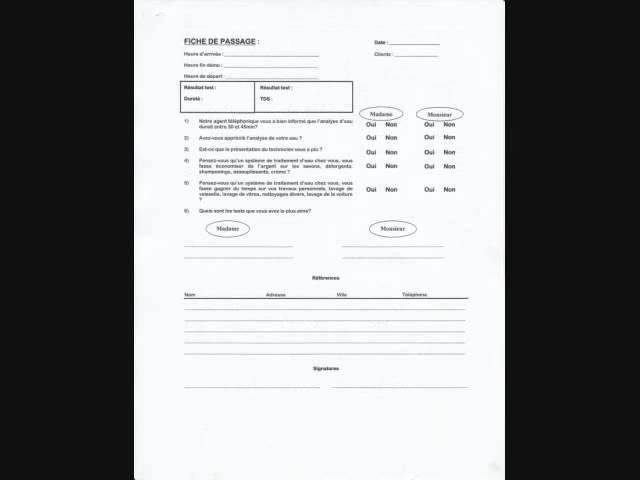 FICHE DE PASSAGE :
Date :
Heure d'arrivée :
Clients :
Heure fin démo :
Heure de départ :
Résultat test :
Résultat test :
Dureté :
TDS :
Madame
Monsieur
1) Notre agent téléphonique vous a bien informé que l'analyse d'eau
durait entre 30 et 45min?
Oui Non Oui Non
2) Avez-vous apprécié l'analyse de votre eau ?
Oui Non Oui Non
3) Est-ce que la présentation du technicien vous a plu ?
Oui Non Oui Non
4) Pensez-vous qu'un système de traitement d'eau chez vous, vous
fasse économiser de l'argent sur les savons, détergents,
shampooings, assouplissants, crème ?
Oui Non Oui Non
5) Pensez-vous qu'un système de traitement d'eau chez vous, vous
fasse gagner du temps sur vos travaux personnels, lavage de
vaisselle, lavage de vitres, nettoyages divers, lavage de la voiture
?
Oui Non Oui Non
6) Quels sont les tests que vous avez le plus aimé?
Madame
Monsieur
Références
Nom Adresse Ville Téléphone
Signatures